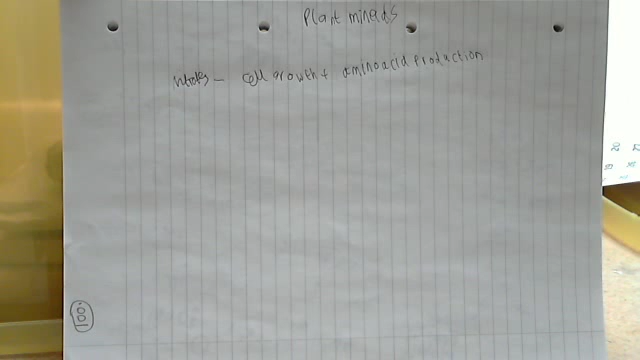 Plant minerals
Nitrates - cell growth + amino acid production